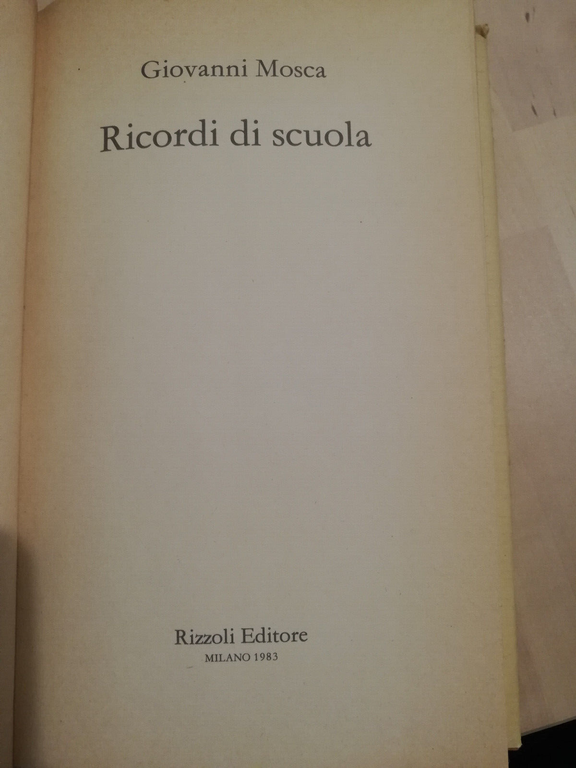 Giovanni Mosca
Ricordi di scuola
Rizzoli Editore
MILANO 1983